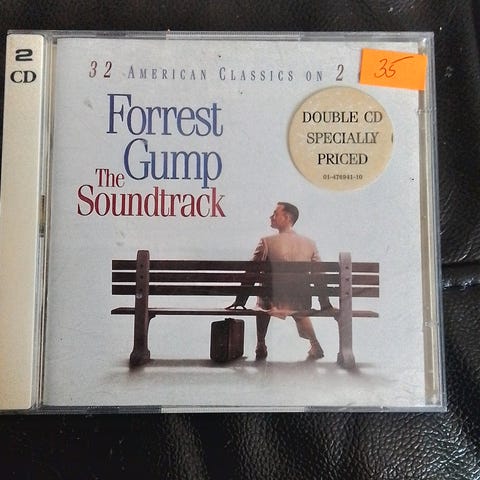 2
CD
32 AMERICAN CLASSICS ON 2
35
Forrest
Gump
The
Soundtrack
DOUBLE CD
SPECIALLY
PRICED
01-476941-10